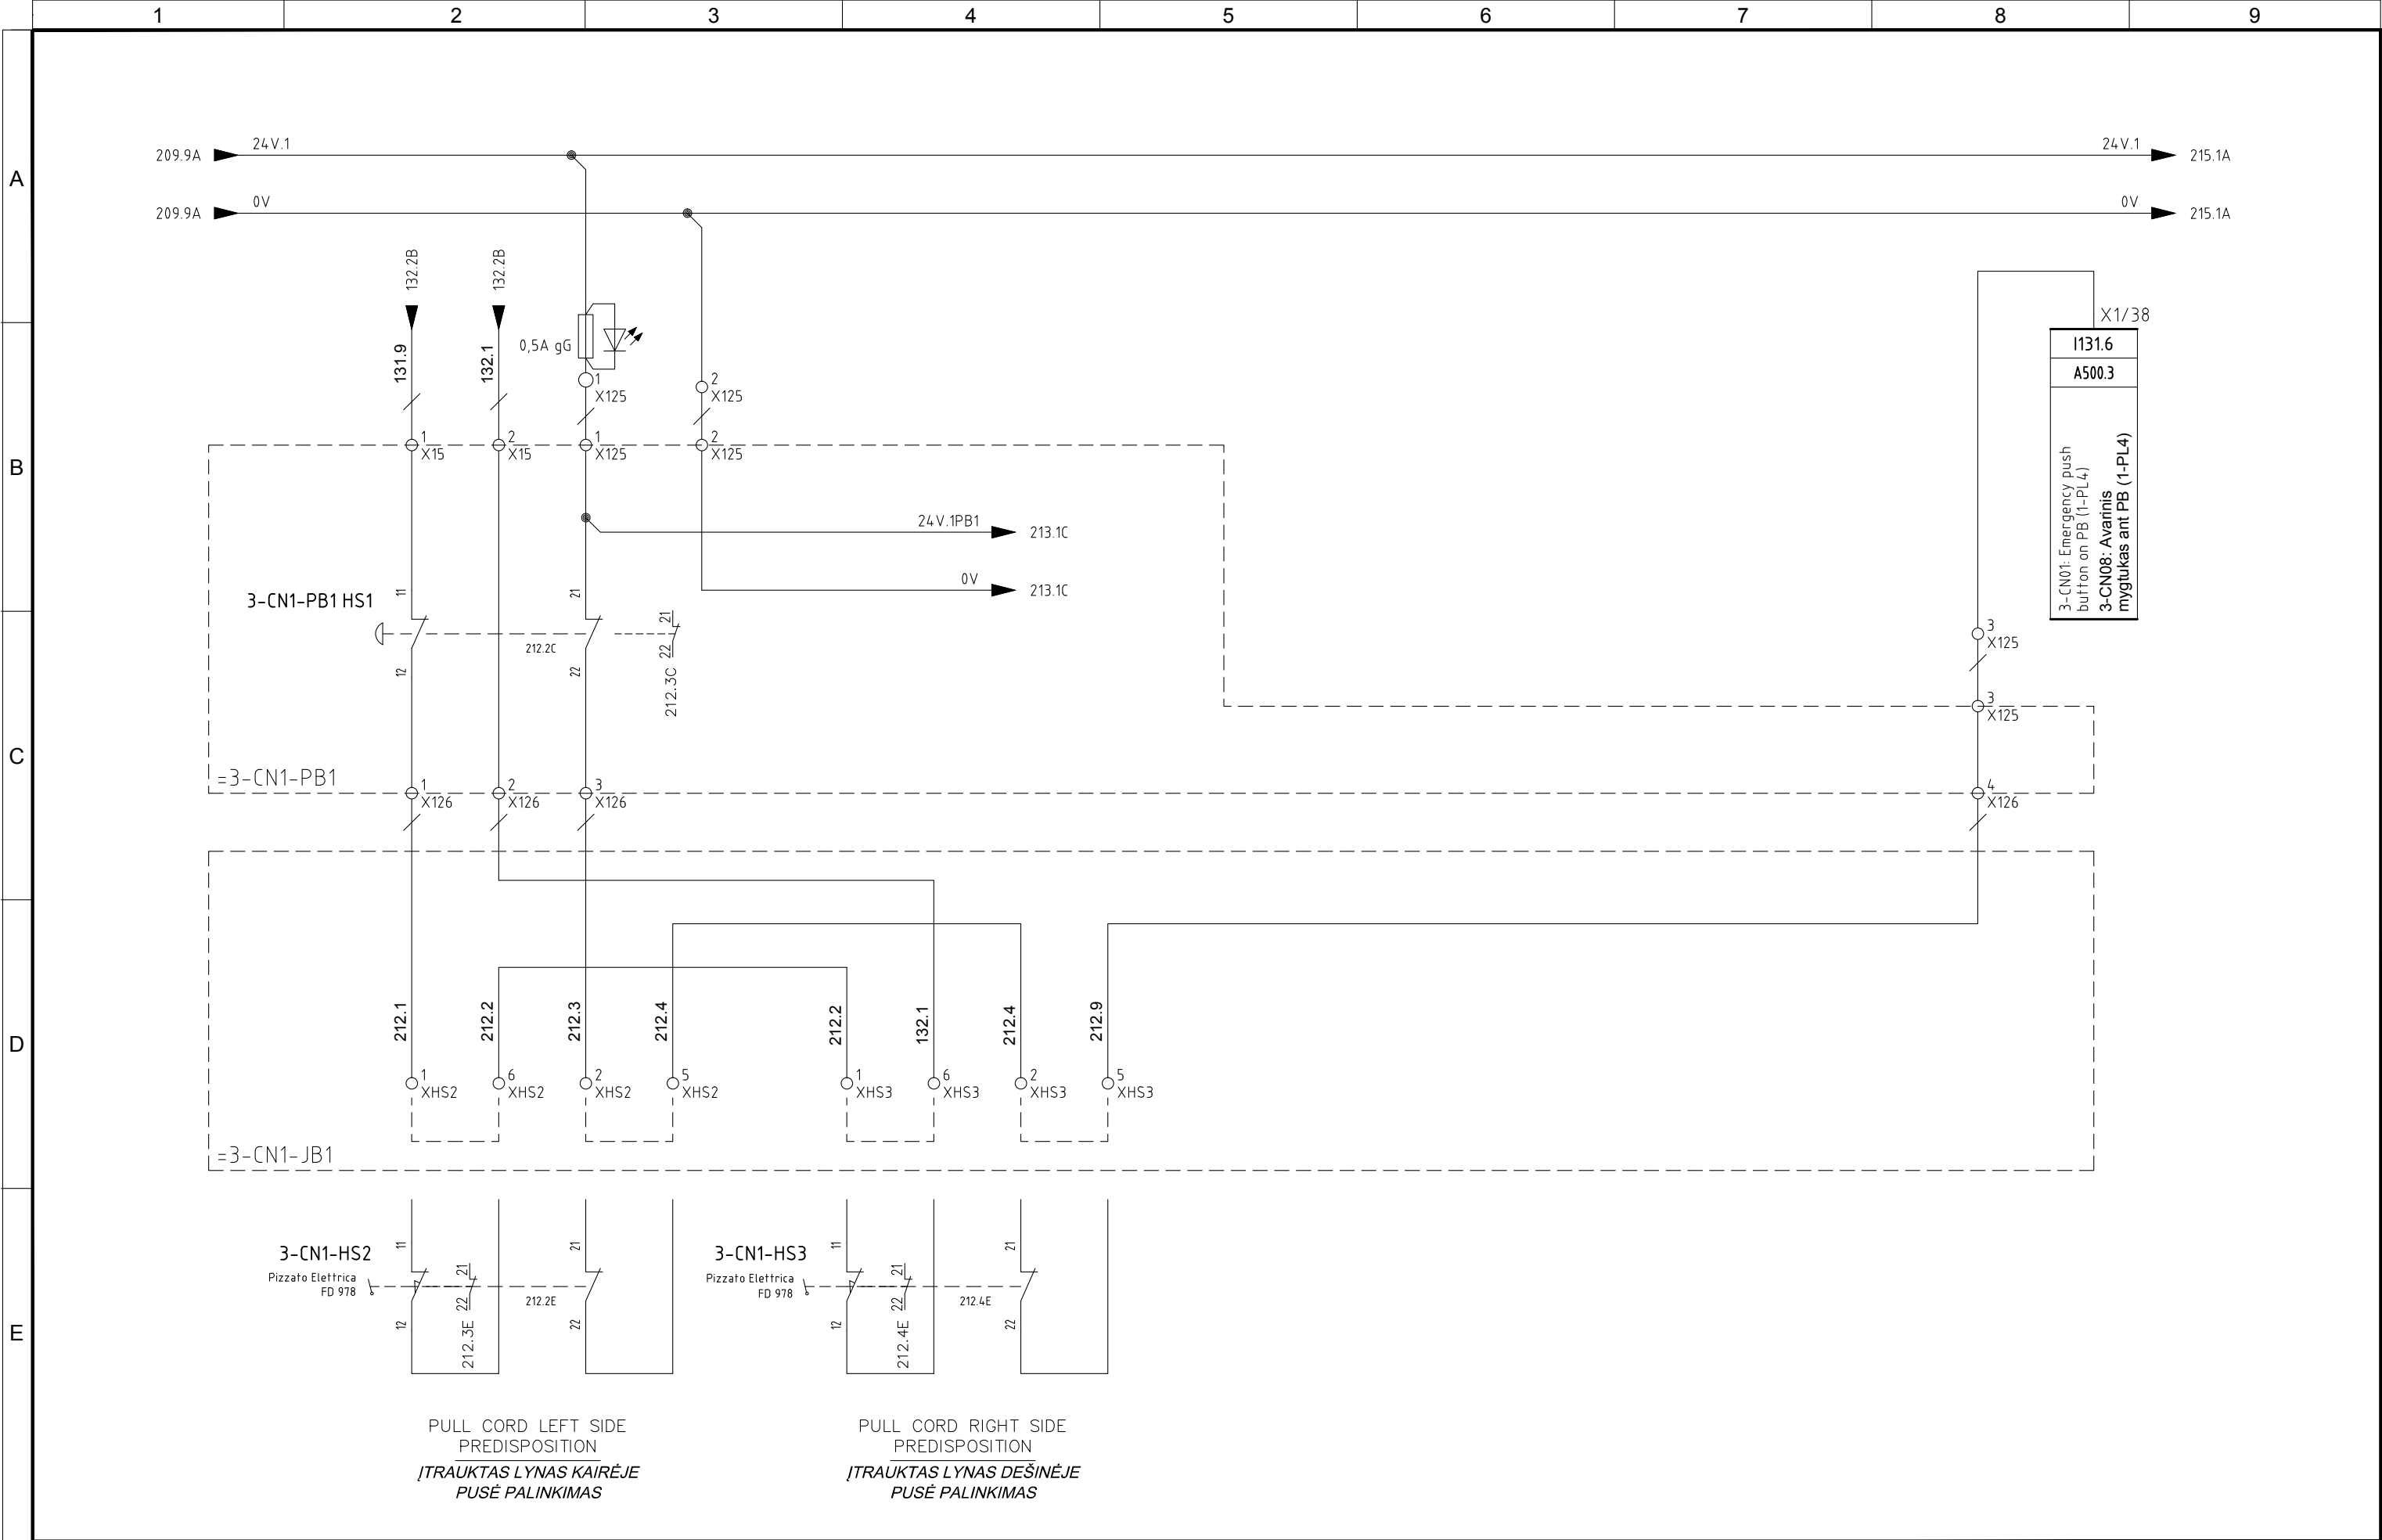 1 2 3 4 5 6 7 8 9
A
209.9A 24V.1 24V.1 215.1A
209.9A 0V 0V 215.1A
132.2B 132.2B
X1/38
131.9 132.1 0,5A gG I131.6
A500.3
1 X125 2 X125
B
1 X15 2 X15 1 X125 2 X125
3-CN01: Emergency push
button on PB (1-PL4)
3-CN08: Avarinis
mygtukas ant PB (1-PL4)
24V.1PB1 213.1C
0V 213.1C
3-CN1-PB1 HS1 11 21 21
212.2C
12 22 22
212.3C
3 X125
3 X125
C
=3-CN1-PB1
1 X126 2 X126 3 X126 4 X126
D
212.1 212.2 212.3 212.4 212.2 132.1 212.4 212.9
1 XHS2 6 XHS2 2 XHS2 5 XHS2 1 XHS3 6 XHS3 2 XHS3 5 XHS3
=3-CN1-JB1
E
3-CN1-HS2 11 21 21 3-CN1-HS3 11 21 21
Pizzato Elettrica Pizzato Elettrica
FD 978 212.2E FD 978 212.4E
12 22 22 12 22 22
212.3E 212.4E
PULL CORD LEFT SIDE
PREDISPOSITION
ĮTRAUKTAS LYNAS KAIRĖJE
PUSĖ PALINKIMAS
PULL CORD RIGHT SIDE
PREDISPOSITION
ĮTRAUKTAS LYNAS DEŠINĖJE
PUSĖ PALINKIMAS